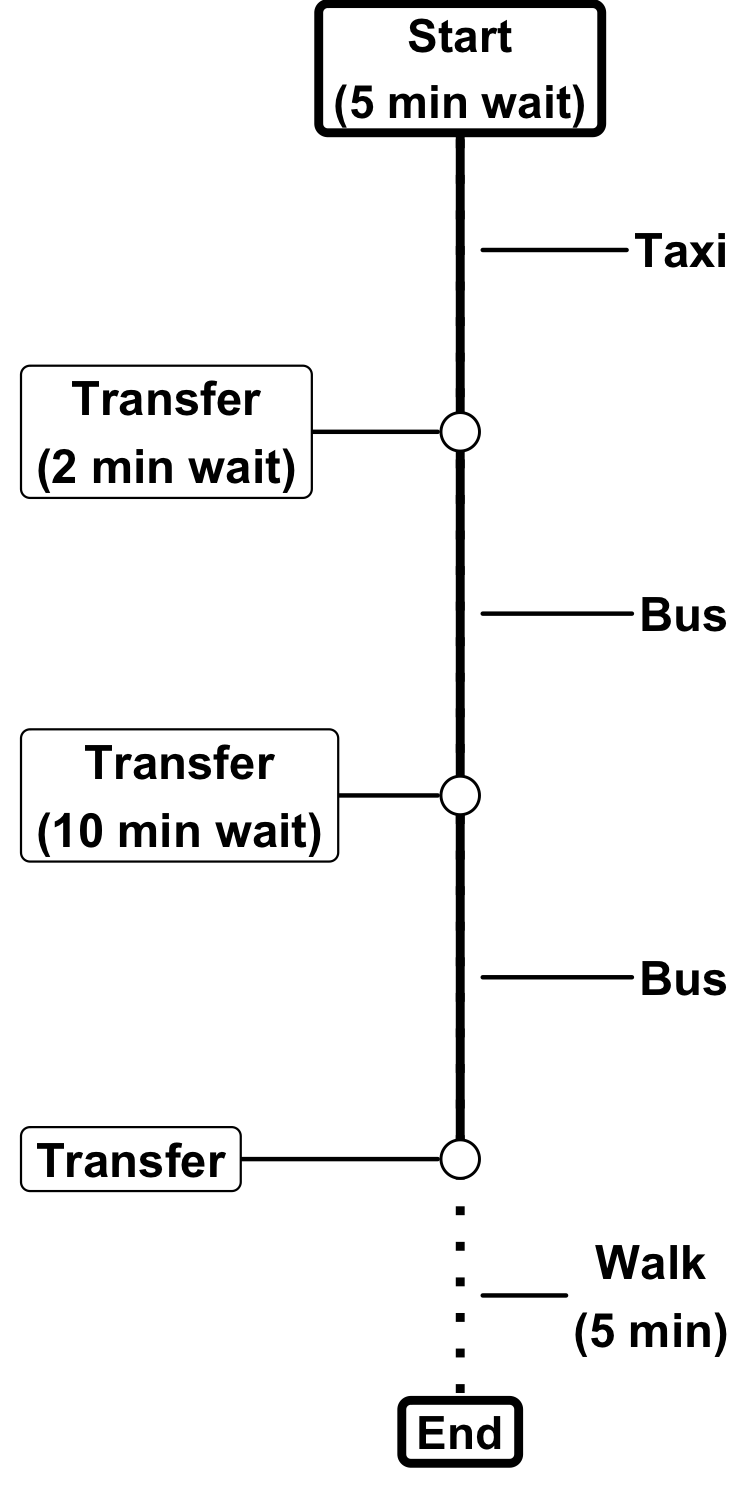 Start
(5 min wait)
Taxi
Transfer
(2 min wait)
Bus
Transfer
(10 min wait)
Bus
Transfer
Walk
(5 min)
End